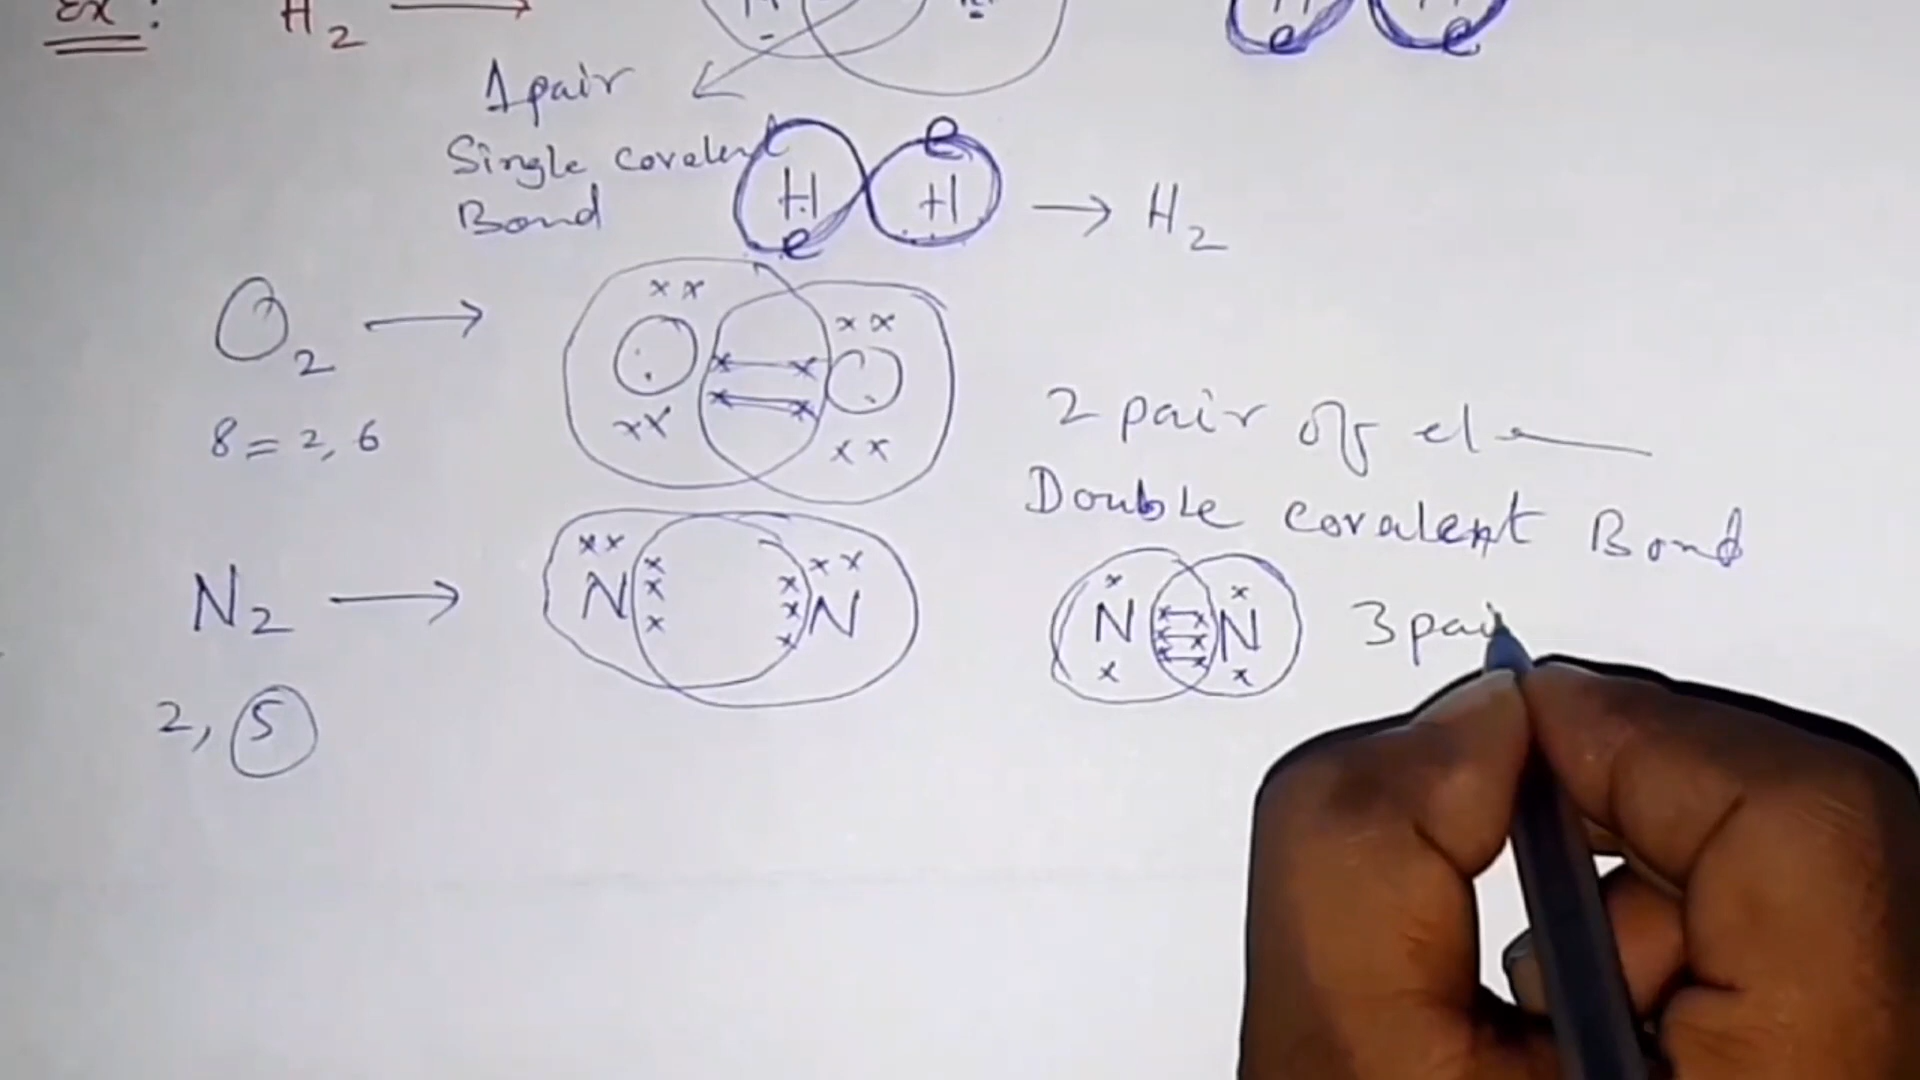 Ex: H2 →
1 pair
Single covalent
Bond
e e
H H → H2
e e
O2 →
8 = 2, 6
2 pair of ele
Double covalent Bond
N2 → N N
N N 3 pai
2, 5